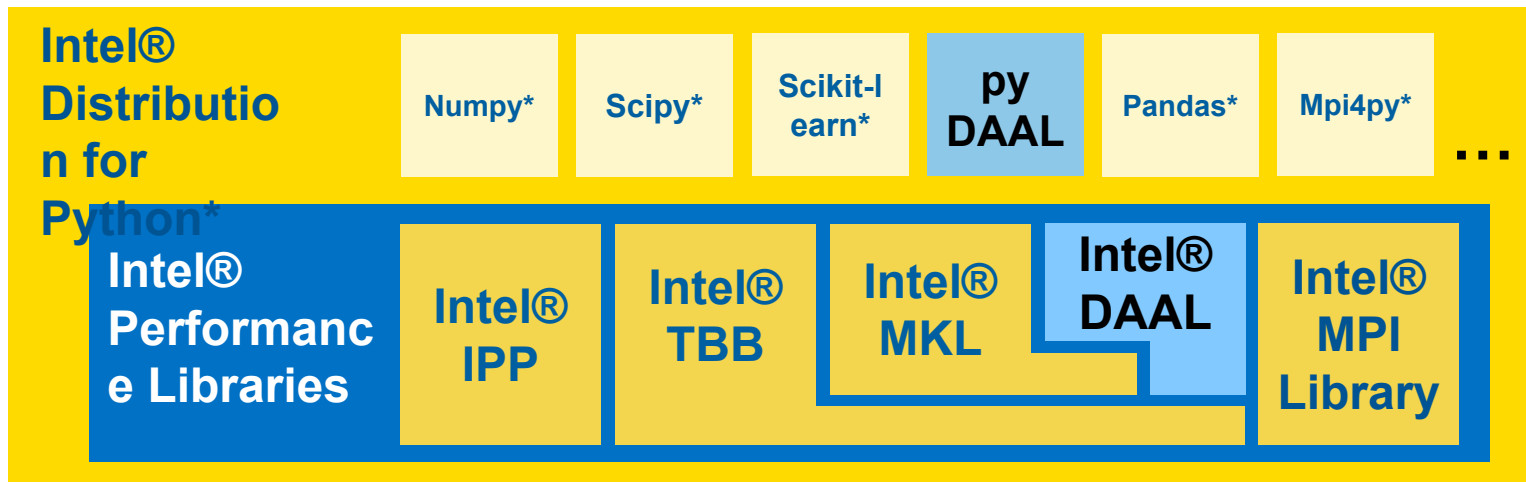 Intel®
Distributio
n for
Python*
Numpy*
Scipy*
Scikit-l
earn*
py
DAAL
Pandas*
Mpi4py*
...
Intel®
Performanc
e Libraries
Intel®
IPP
Intel®
TBB
Intel®
MKL
Intel®
DAAL
Intel®
MPI
Library